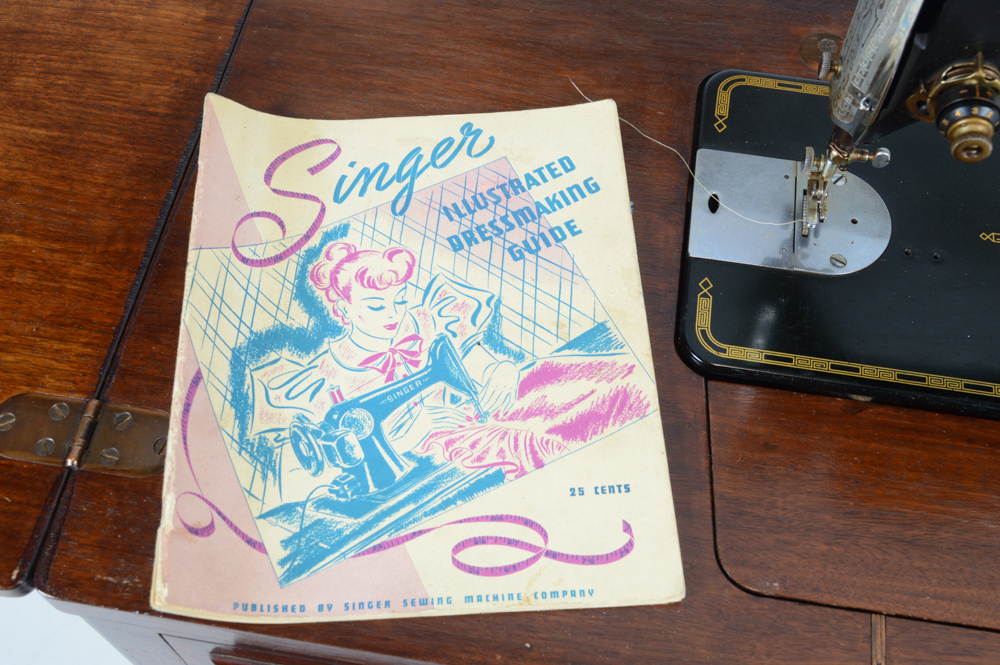 Singer
ILLUSTRATED
DRESSMAKING
GUIDE
SINGER
25 CENTS
PUBLISHED BY SINGER SEWING MACHINE COMPANY